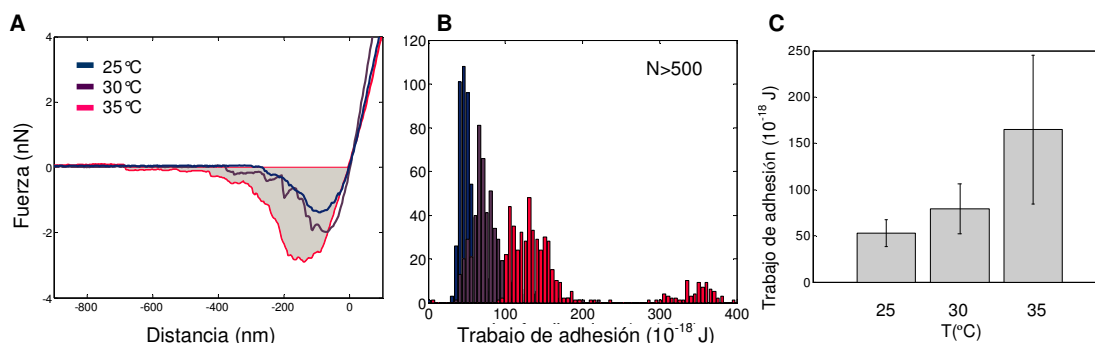 A
4
25°C
30°C
35°C
2
Fuerza (nN)
0
-2
-4
-800
-600
-400
-200
0
Distancia (nm)
B
120
N>500
100
80
60
40
20
0
0
100
200
300
400
Trabajo de adhesión (10⁻¹⁸ J)
C
250
200
150
100
50
0
Trabajo de adhesión (10⁻¹⁸ J)
25
30
35
T(ºC)